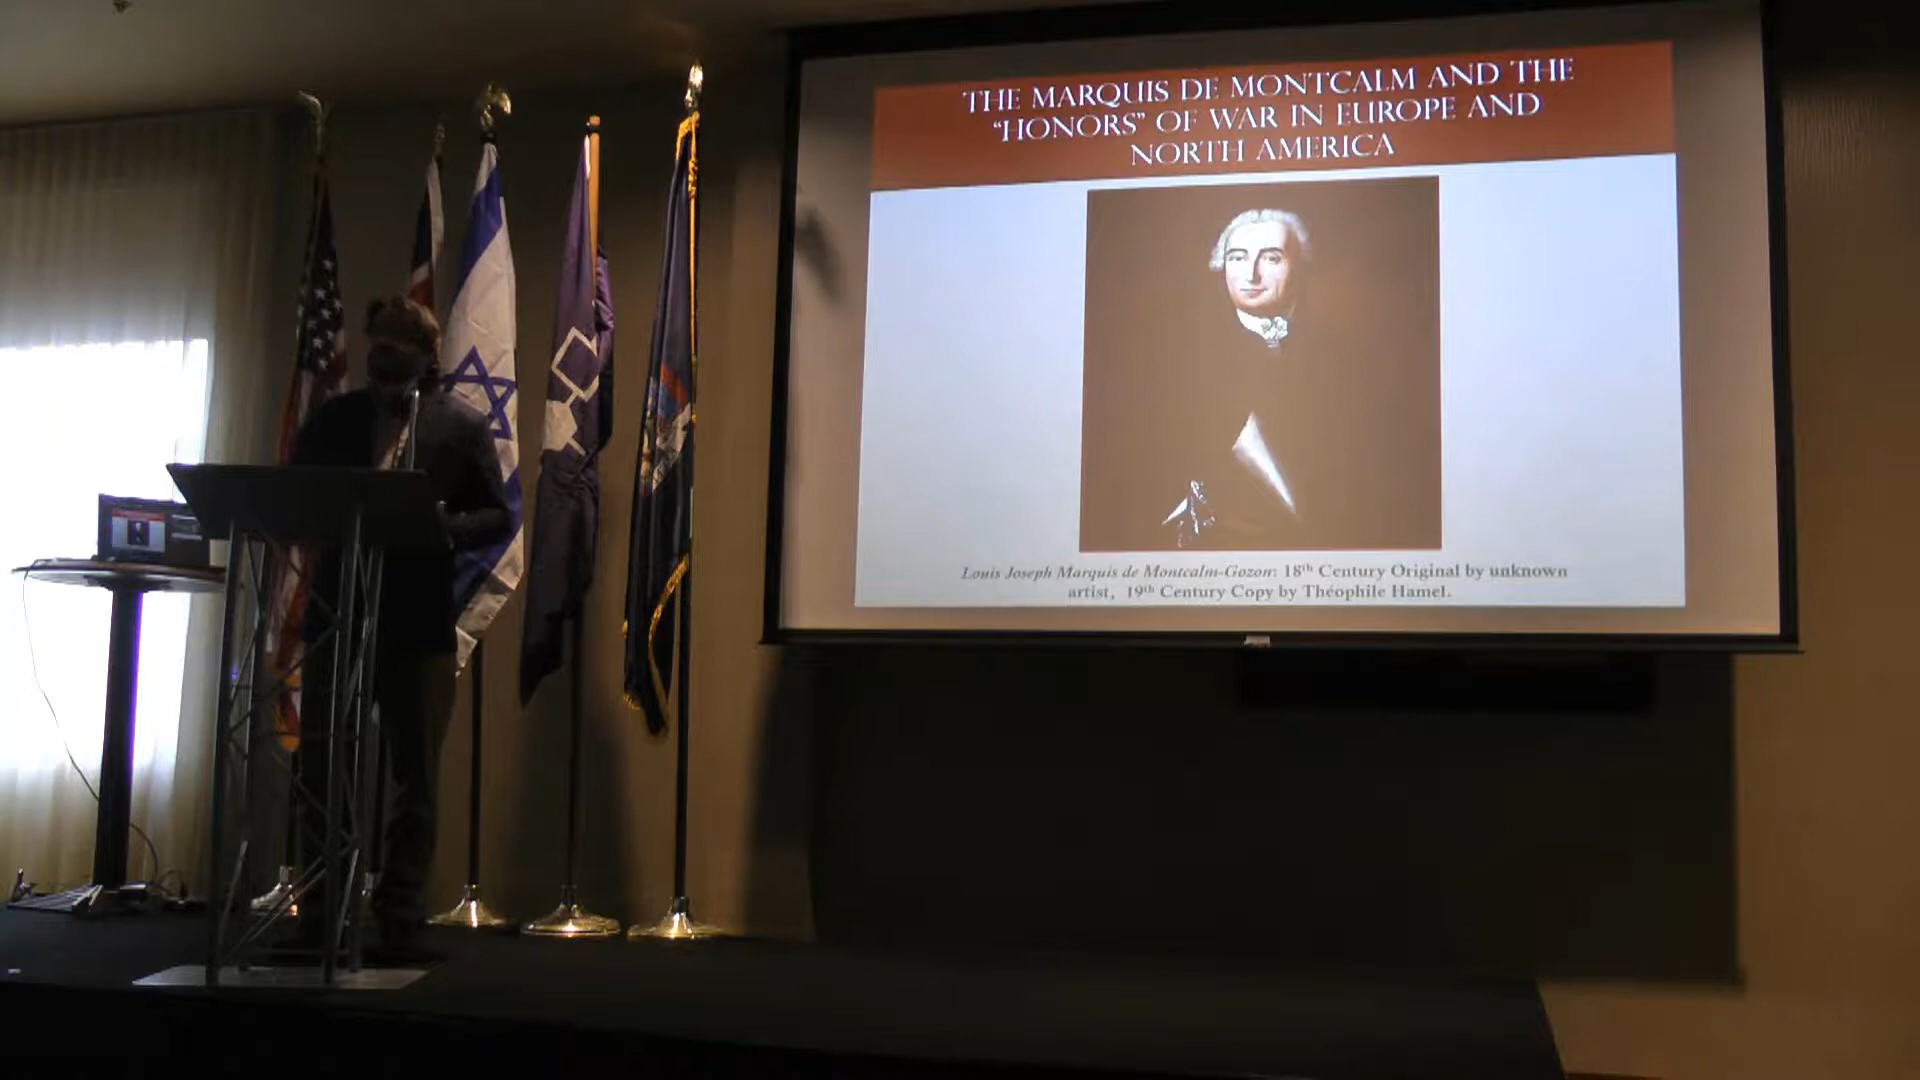 THE MARQUIS DE MONTCALM AND THE
"HONORS" OF WAR IN EUROPE AND
NORTH AMERICA
Louis Joseph Marquis de Montcalm-Gozon: 18th Century Original by unknown
artist, 19th Century Copy by Théophile Hamel.